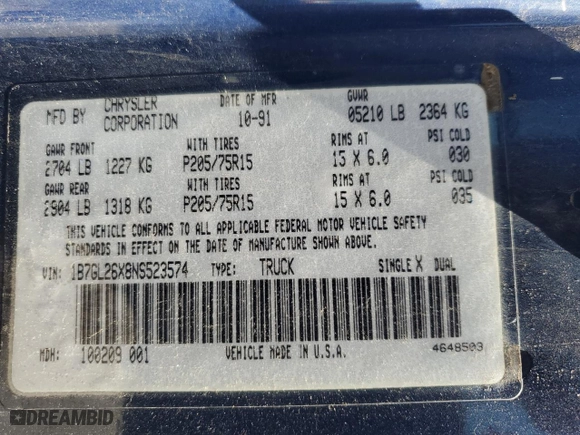 MFD BY CHRYSLER CORPORATION DATE OF MFR 10-91 GVWR 05210 LB 2364 KG
GAWR FRONT WITH TIRES RIMS AT PSI COLD
2704 LB 1227 KG P205/75R15 15 X 6.0 030
GAWR REAR WITH TIRES RIMS AT PSI COLD
2904 LB 1318 KG P205/75R15 15 X 6.0 035
THIS VEHICLE CONFORMS TO ALL APPLICABLE FEDERAL MOTOR VEHICLE SAFETY
STANDARDS IN EFFECT ON THE DATE OF MANUFACTURE SHOWN ABOVE.
VIN: 1B7GL26X8NS523574 TYPE: TRUCK SINGLE X DUAL
MDH: 100209 001 VEHICLE MADE IN U.S.A. 4648503
DREAMBID